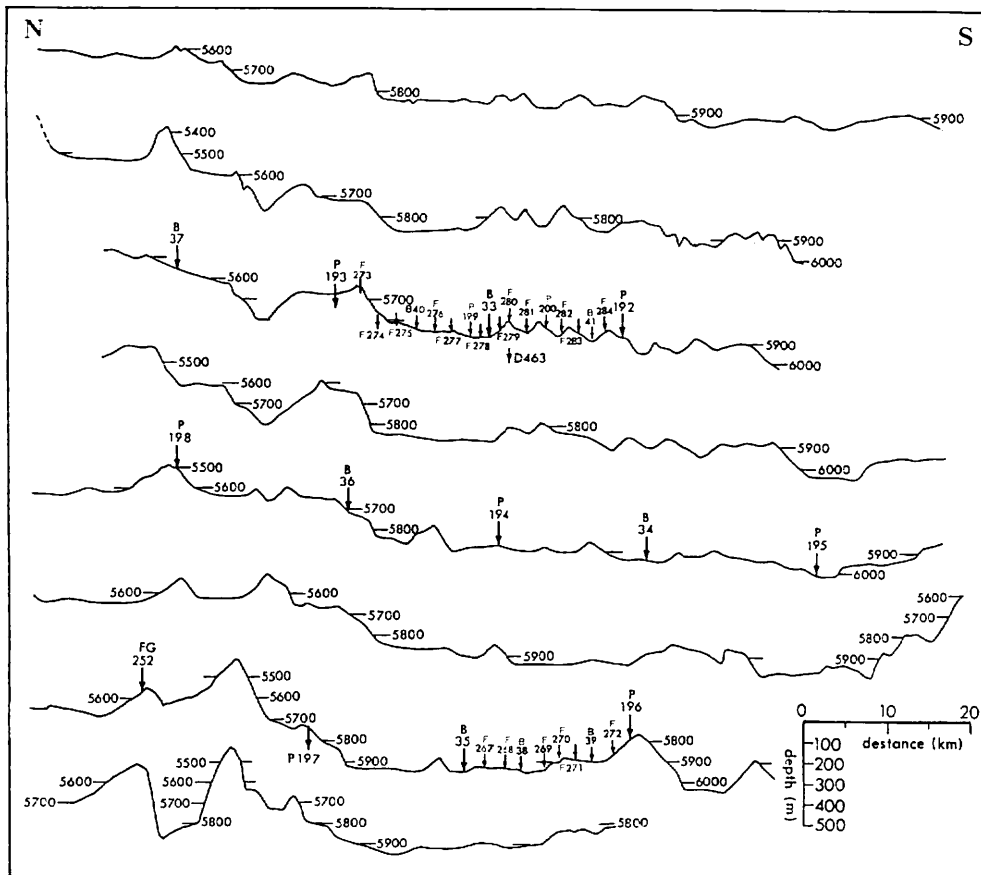 N S
5600 5700 5800 5900 5900
5400 5500 5600 5700 5800 5800 5900 6000
B 37 5600 P 193 F 273 5700 F 274 F 275 B40 F 276 F 277 P 199 F 278 B 33 F279 F 280 F 281 P 200 F 282 F 283 B 41 F 284 P 192 5900 6000
D463
5500 5600 5700 5700 5800 5800 5900 6000
P 198 5500 5600 B 36 5700 5800 P 194 B 34 P 195 5900 6000
5600 5600 5700 5800 5900 5600 5700 5800 5900
FG 252 5600 5500 5600 5700 P197 5800 5900 B 35 F 267 F 268 B 38 F 269 F 270 F 271 B 39 F 272 P 196 5800 5900 6000
5700 5600 5500 5600 5700 5800 5700 5800 5900 5800
0 10 20
destance (km)
100
200
300
400
500
depth (m)